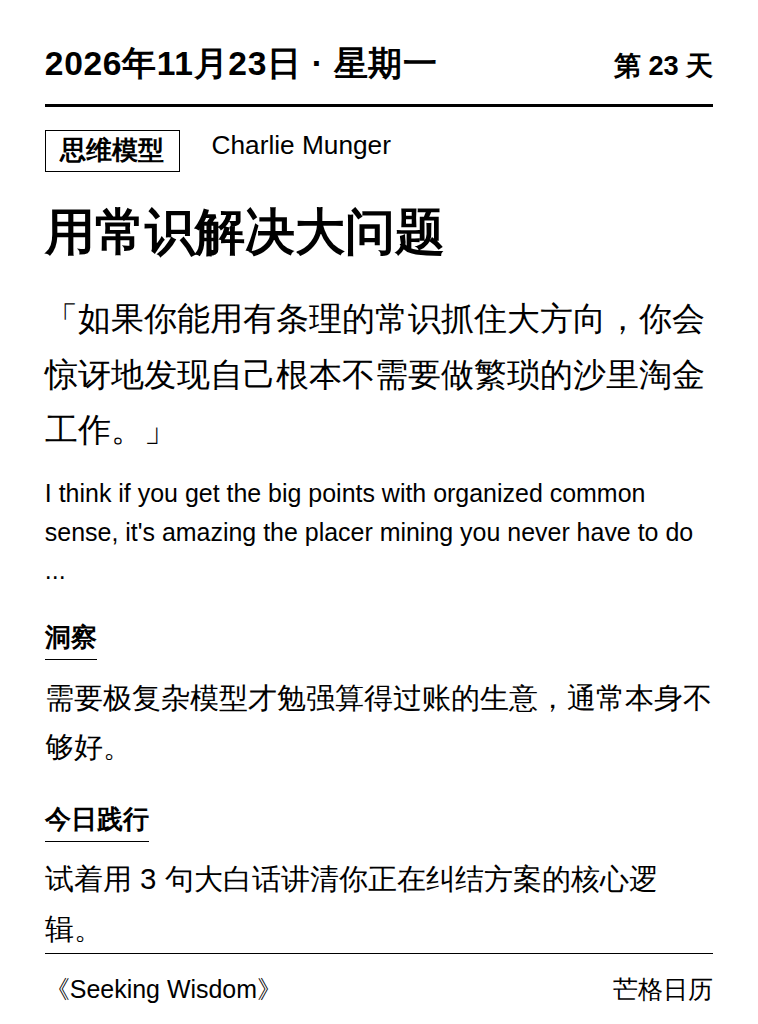 2026年11月23日 · 星期一 第 23 天
思维模型 Charlie Munger
用常识解决大问题
「如果你能用有条理的常识抓住大方向，你会
惊讶地发现自己根本不需要做繁琐的沙里淘金
工作。」
I think if you get the big points with organized common
sense, it's amazing the placer mining you never have to do
...
洞察
需要极复杂模型才勉强算得过账的生意，通常本身不
够好。
今日践行
试着用 3 句大白话讲清你正在纠结方案的核心逻
辑。
《Seeking Wisdom》 芒格日历